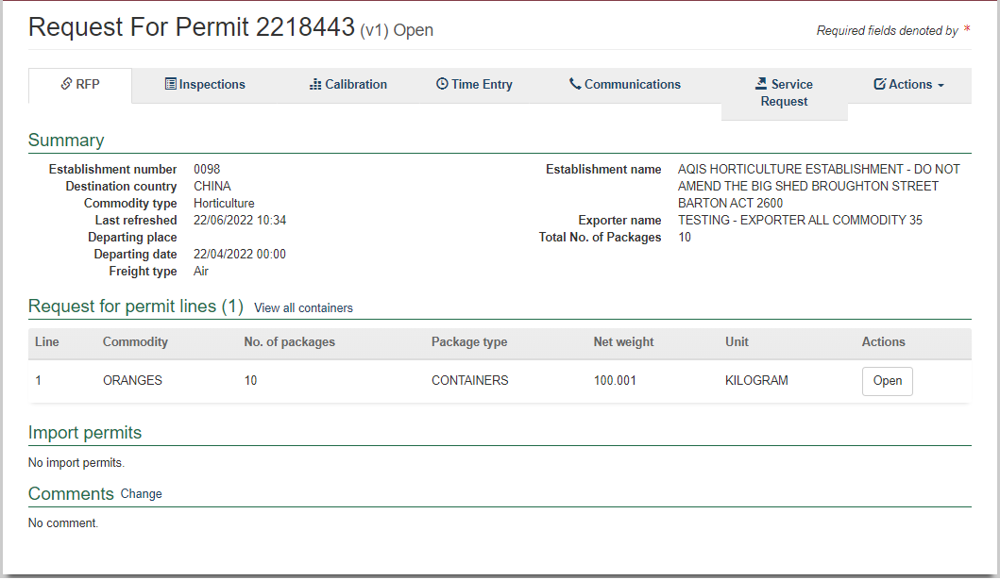 Request For Permit 2218443 (v1) Open
Required fields denoted by *
RFP
Inspections
Calibration
Time Entry
Communications
Service
Request
Actions
Summary
Establishment number 0098
Destination country CHINA
Commodity type Horticulture
Last refreshed 22/06/2022 10:34
Departing place
Departing date 22/04/2022 00:00
Freight type Air
Establishment name AQIS HORTICULTURE ESTABLISHMENT - DO NOT
AMEND THE BIG SHED BROUGHTON STREET
BARTON ACT 2600
Exporter name TESTING - EXPORTER ALL COMMODITY 35
Total No. of Packages 10
Request for permit lines (1) View all containers
Line Commodity No. of packages Package type Net weight Unit Actions
1 ORANGES 10 CONTAINERS 100.001 KILOGRAM Open
Import permits
No import permits.
Comments Change
No comment.